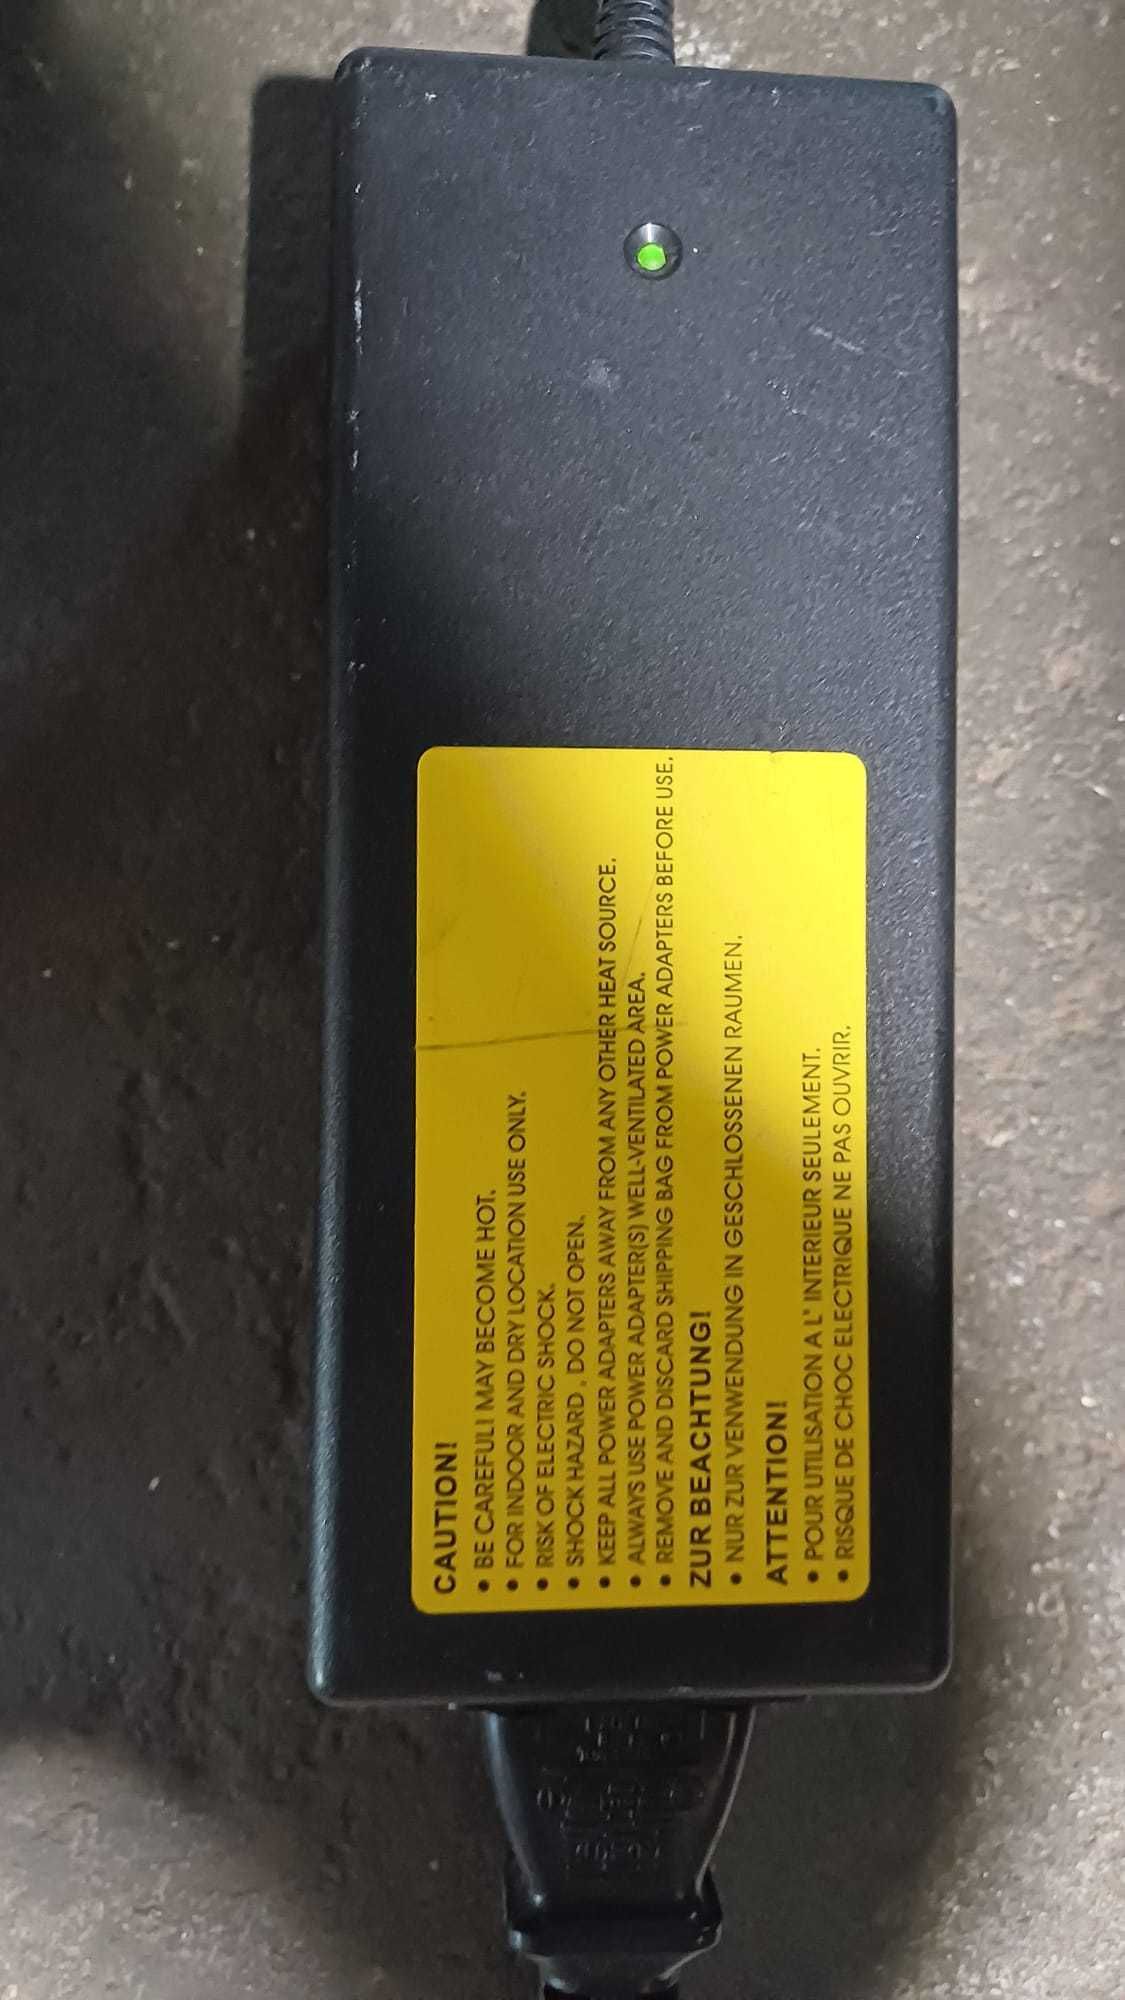 CAUTION!
• BE CAREFUL! MAY BECOME HOT.
• FOR INDOOR AND DRY LOCATION USE ONLY.
• RISK OF ELECTRIC SHOCK.
• SHOCK HAZARD , DO NOT OPEN.
• KEEP ALL POWER ADAPTERS AWAY FROM ANY OTHER HEAT SOURCE.
• ALWAYS USE POWER ADAPTER(S) WELL-VENTILATED AREA.
• REMOVE AND DISCARD SHIPPING BAG FROM POWER ADAPTERS BEFORE USE.
ZUR BEACHTUNG!
• NUR ZUR VENWENDUNG IN GESCHLOSSENEN RAUMEN.
ATTENTION!
• POUR UTILISATION A L' INTERIEUR SEULEMENT.
• RISQUE DE CHOC ELECTRIQUE NE PAS OUVRIR.